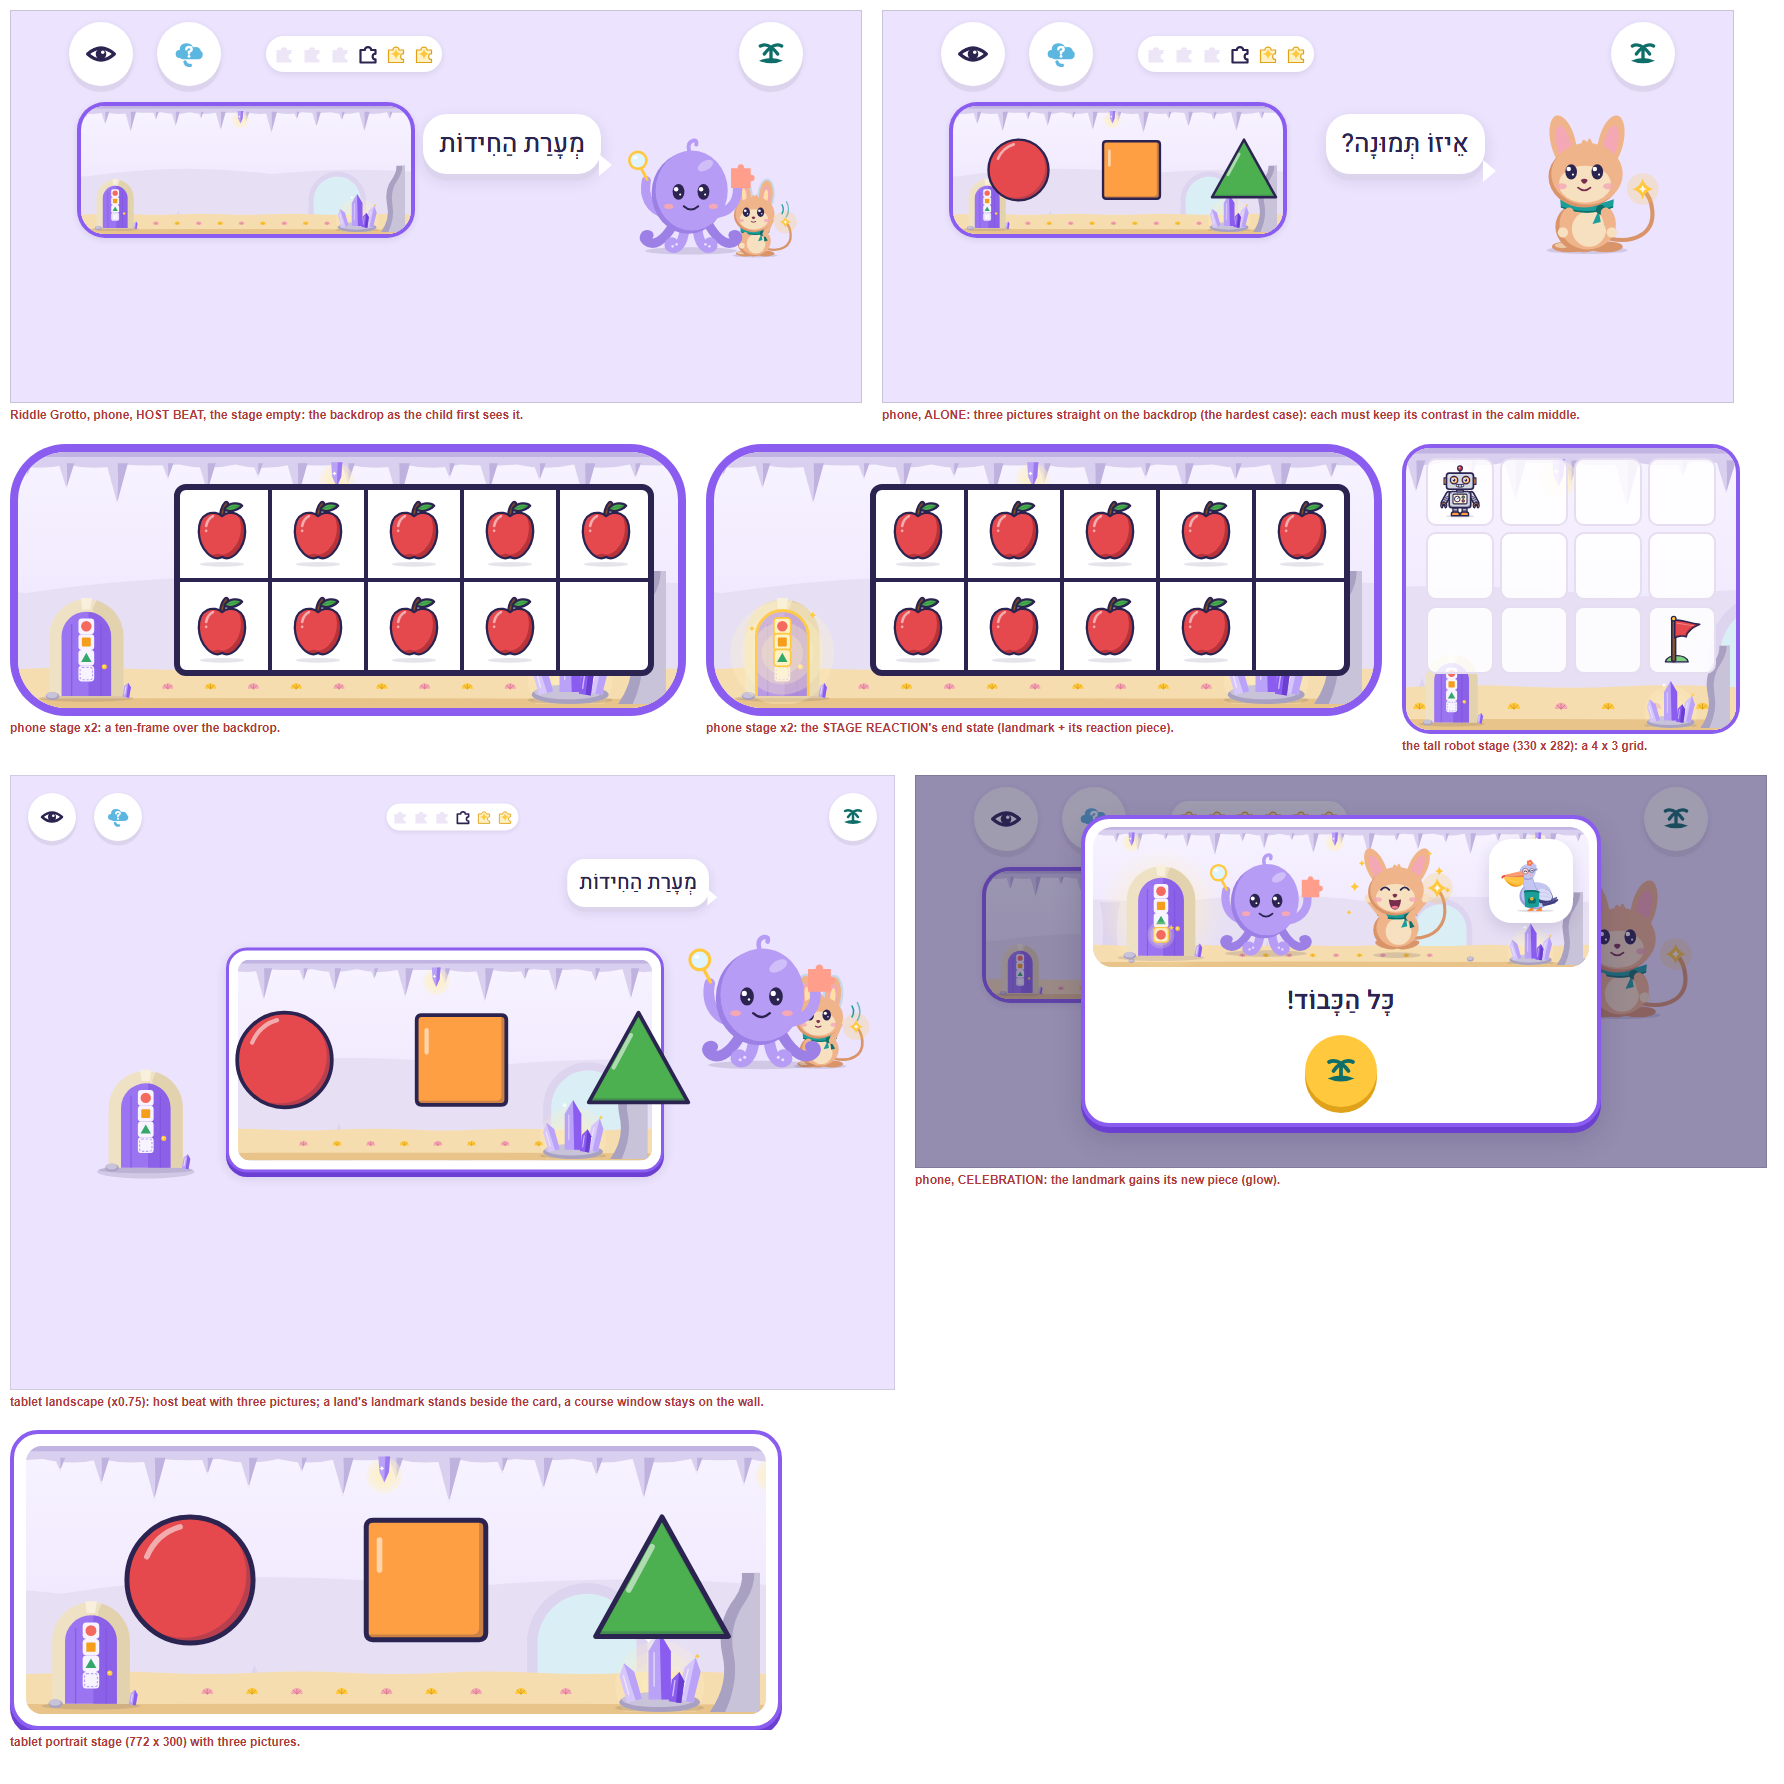 מְעָרַת הַחִידוֹת
Riddle Grotto, phone, HOST BEAT, the stage empty: the backdrop as the child first sees it.
אֵיזוֹ תְּמוּנָה?
phone, ALONE: three pictures straight on the backdrop (the hardest case): each must keep its contrast in the calm middle.
phone stage x2: a ten-frame over the backdrop.
phone stage x2: the STAGE REACTION's end state (landmark + its reaction piece).
the tall robot stage (330 x 282): a 4 x 3 grid.
מְעָרַת הַחִידוֹת
tablet landscape (x0.75): host beat with three pictures; a land's landmark stands beside the card, a course window stays on the wall.
כָּל הַכָּבוֹד!
phone, CELEBRATION: the landmark gains its new piece (glow).
tablet portrait stage (772 x 300) with three pictures.